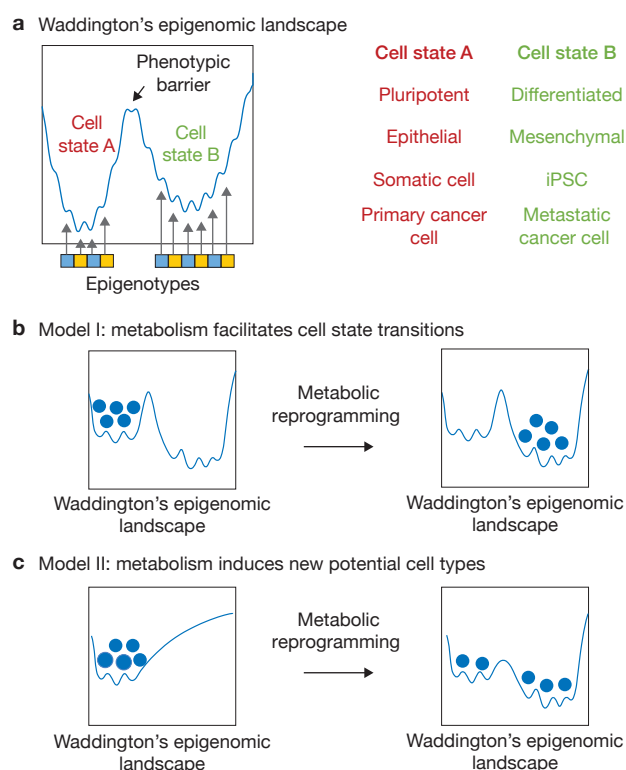 a Waddington’s epigenomic landscape
Phenotypic
barrier
Cell
state A
Cell
state B
Epigenotypes
Cell state A Cell state B
Pluripotent Differentiated
Epithelial Mesenchymal
Somatic cell iPSC
Primary cancer
cell
Metastatic
cancer cell
b Model I: metabolism facilitates cell state transitions
Metabolic
reprogramming
Waddington’s epigenomic
landscape
Waddington’s epigenomic
landscape
c Model II: metabolism induces new potential cell types
Metabolic
reprogramming
Waddington’s epigenomic
landscape
Waddington’s epigenomic
landscape